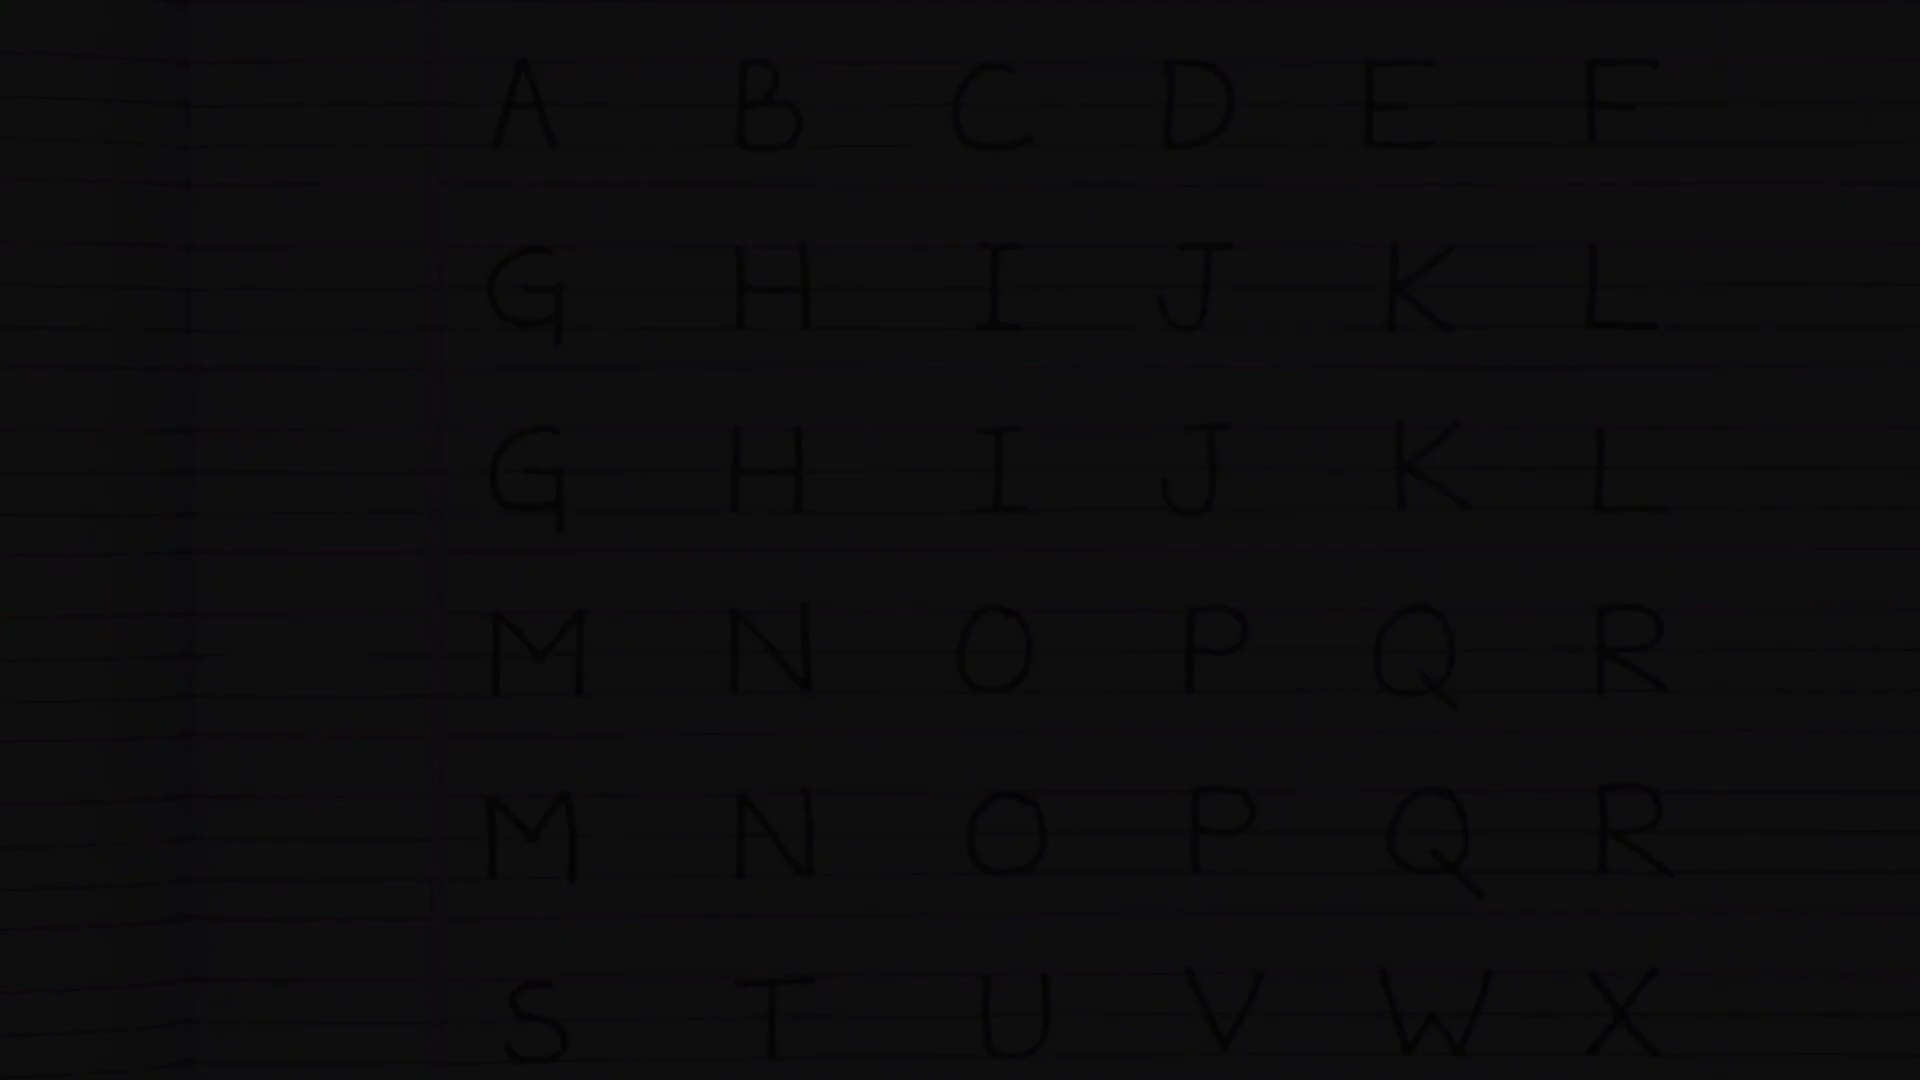 A B C D E F
G H I J K L
G H I J K L
M N O P Q R
M N O P Q R
S T U V W X